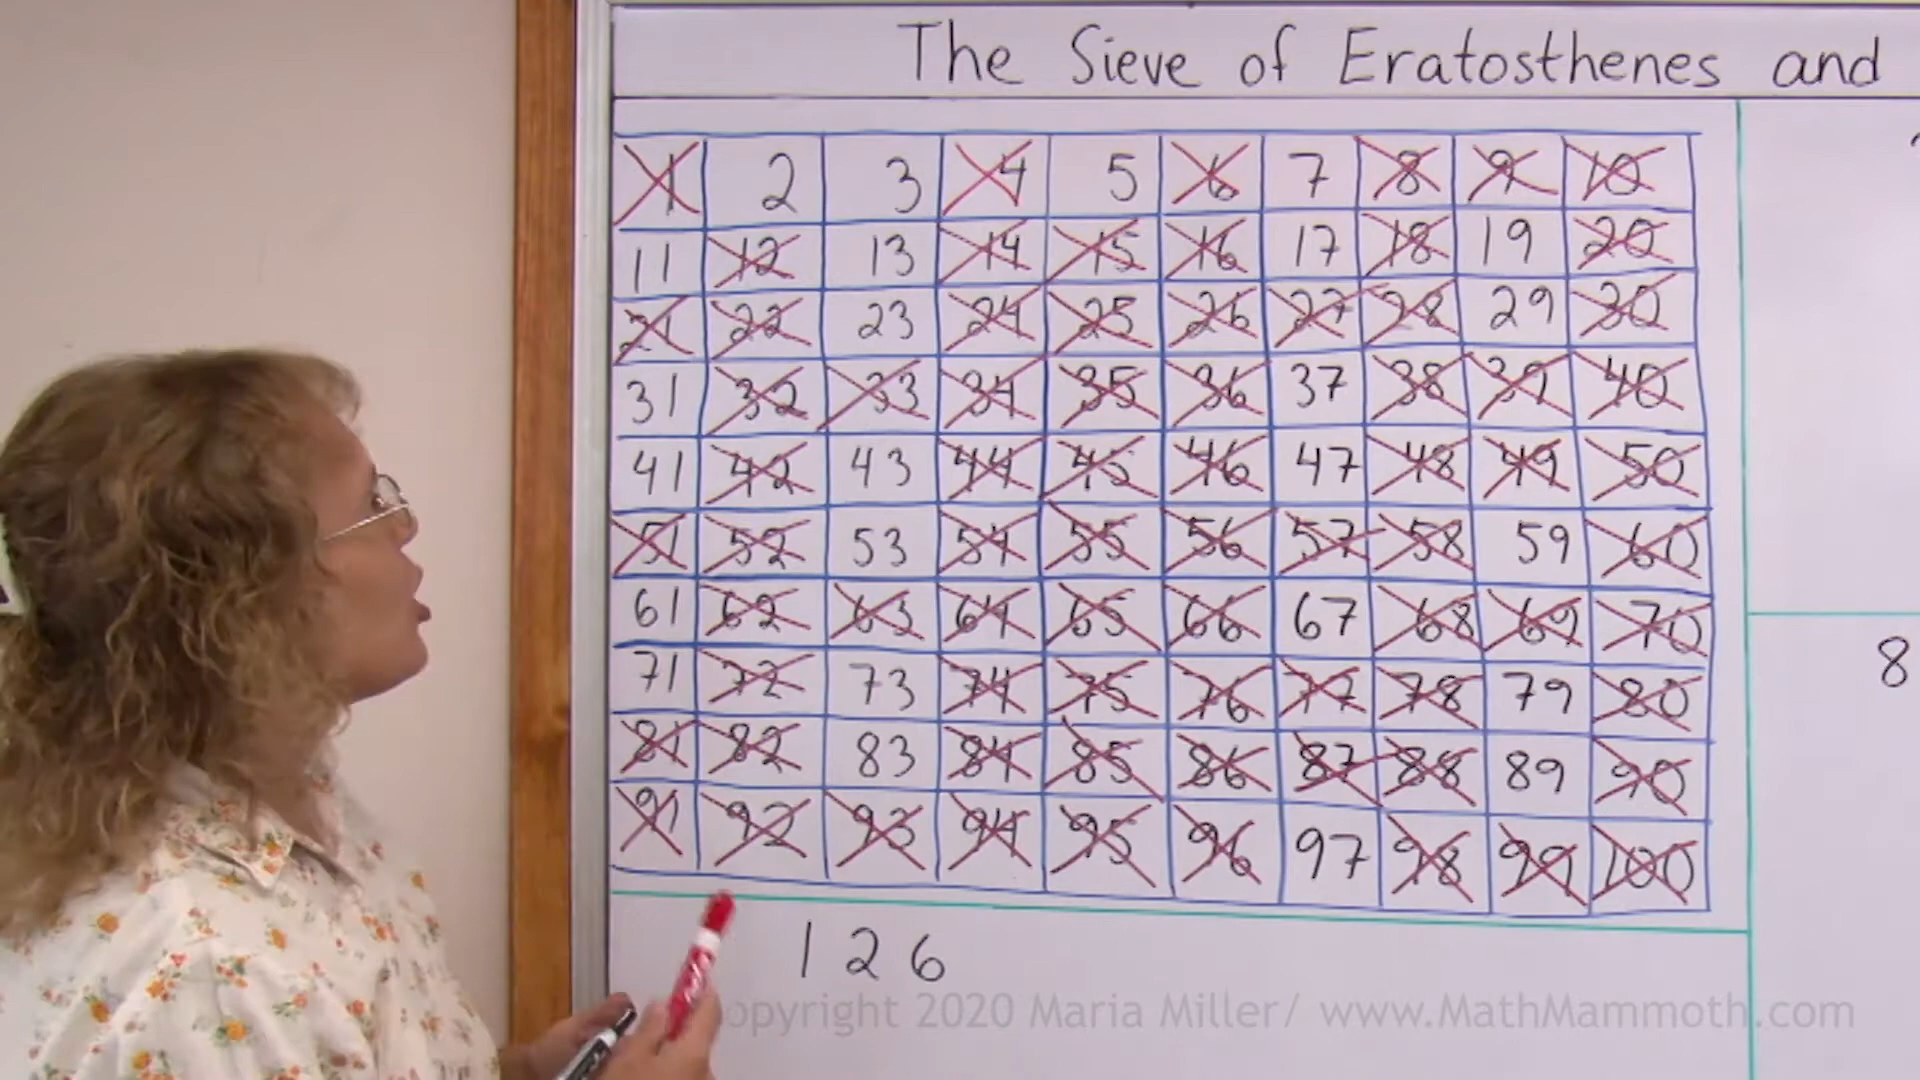 The Sieve of Eratosthenes and
1 2 3 4 5 6 7 8 9 10
11 12 13 14 15 16 17 18 19 20
21 22 23 24 25 26 27 28 29 30
31 32 33 34 35 36 37 38 39 40
41 42 43 44 45 46 47 48 49 50
51 52 53 54 55 56 57 58 59 60
61 62 63 64 65 66 67 68 69 70
71 72 73 74 75 76 77 78 79 80
81 82 83 84 85 86 87 88 89 90
91 92 93 94 95 96 97 98 99 100
8
126
Copyright 2020 Maria Miller/ www.MathMammoth.com